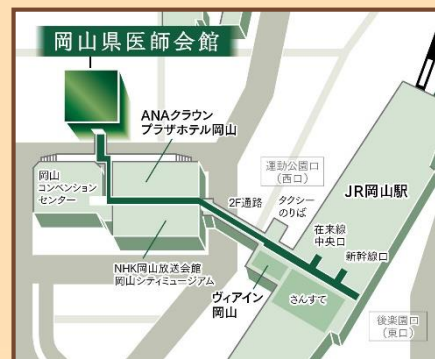 岡山県医師会館
ANAクラウン
プラザホテル岡山
岡山
コンベンション
センター
運動公園口
(西口)
JR岡山駅
2F通路
タクシー
のりば
在来線
中央口
新幹線口
NHK岡山放送会館
岡山シティミュージアム
ヴィアイン
岡山
さんすて
後楽園口
(東口)